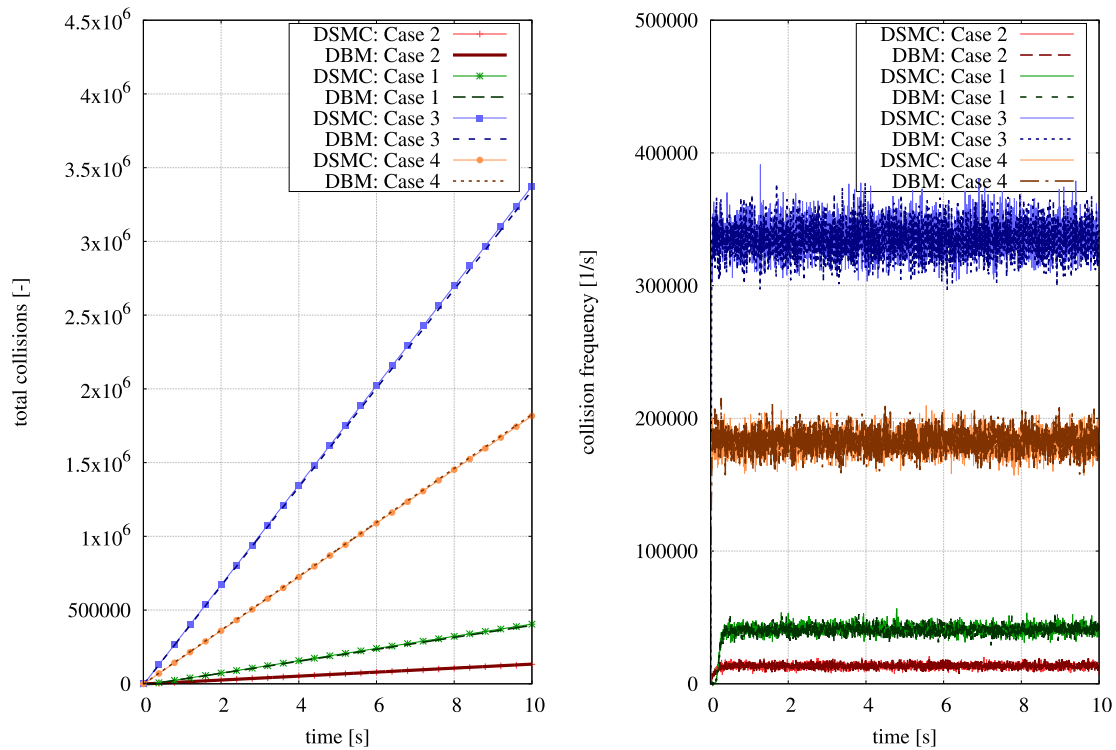 total collisions [-]
4.5x10^6
4x10^6
3.5x10^6
3x10^6
2.5x10^6
2x10^6
1.5x10^6
1x10^6
500000
0
0 2 4 6 8 10
time [s]
DSMC: Case 2
DBM: Case 2
DSMC: Case 1
DBM: Case 1
DSMC: Case 3
DBM: Case 3
DSMC: Case 4
DBM: Case 4
collision frequency [1/s]
500000
400000
300000
200000
100000
0
0 2 4 6 8 10
time [s]
DSMC: Case 2
DBM: Case 2
DSMC: Case 1
DBM: Case 1
DSMC: Case 3
DBM: Case 3
DSMC: Case 4
DBM: Case 4